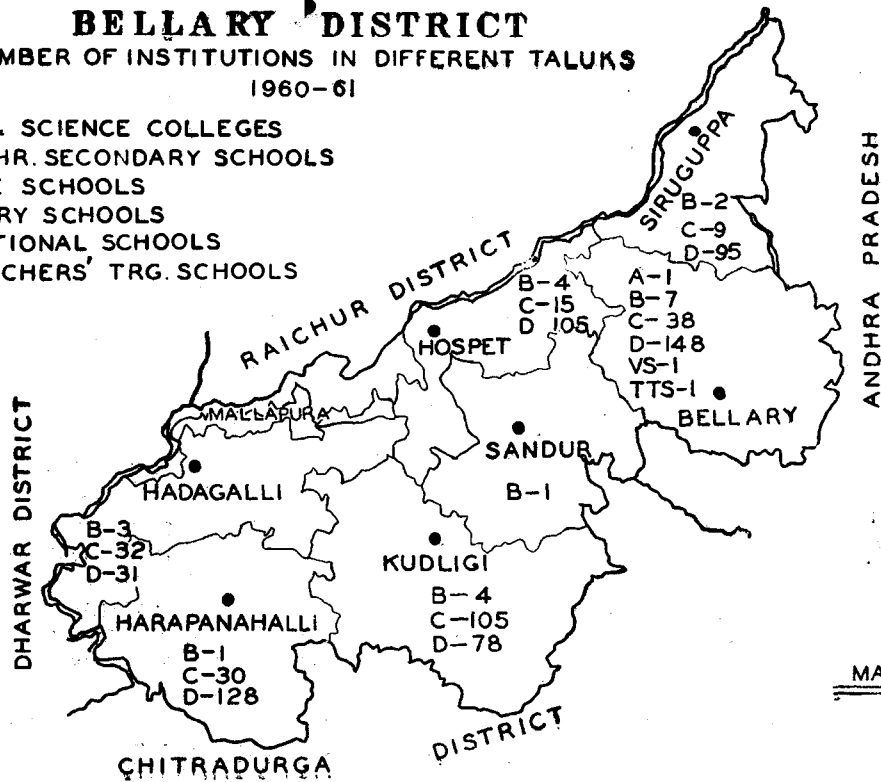 BELLARY DISTRICT
MBER OF INSTITUTIONS IN DIFFERENT TALUKS
1960-61
. SCIENCE COLLEGES
HR. SECONDARY SCHOOLS
E SCHOOLS
RY SCHOOLS
TIONAL SCHOOLS
CHERS' TRG. SCHOOLS
SIRUGUPPA
B-2
C-9
D-95
ANDHRA PRADESH
RAICHUR DISTRICT
B-4
C-15
D 105
HOSPET
A-1
B-7
C-38
D-148
VS-1
TTS-1
BELLARY
MALLAPURA
SANDUR
B-1
HADAGALLI
B-3
C-32
D-31
DHARWAR DISTRICT
KUDLIGI
B-4
C-105
D-78
HARAPANAHALLI
B-1
C-30
D-128
MA
CHITRADURGA
DISTRICT